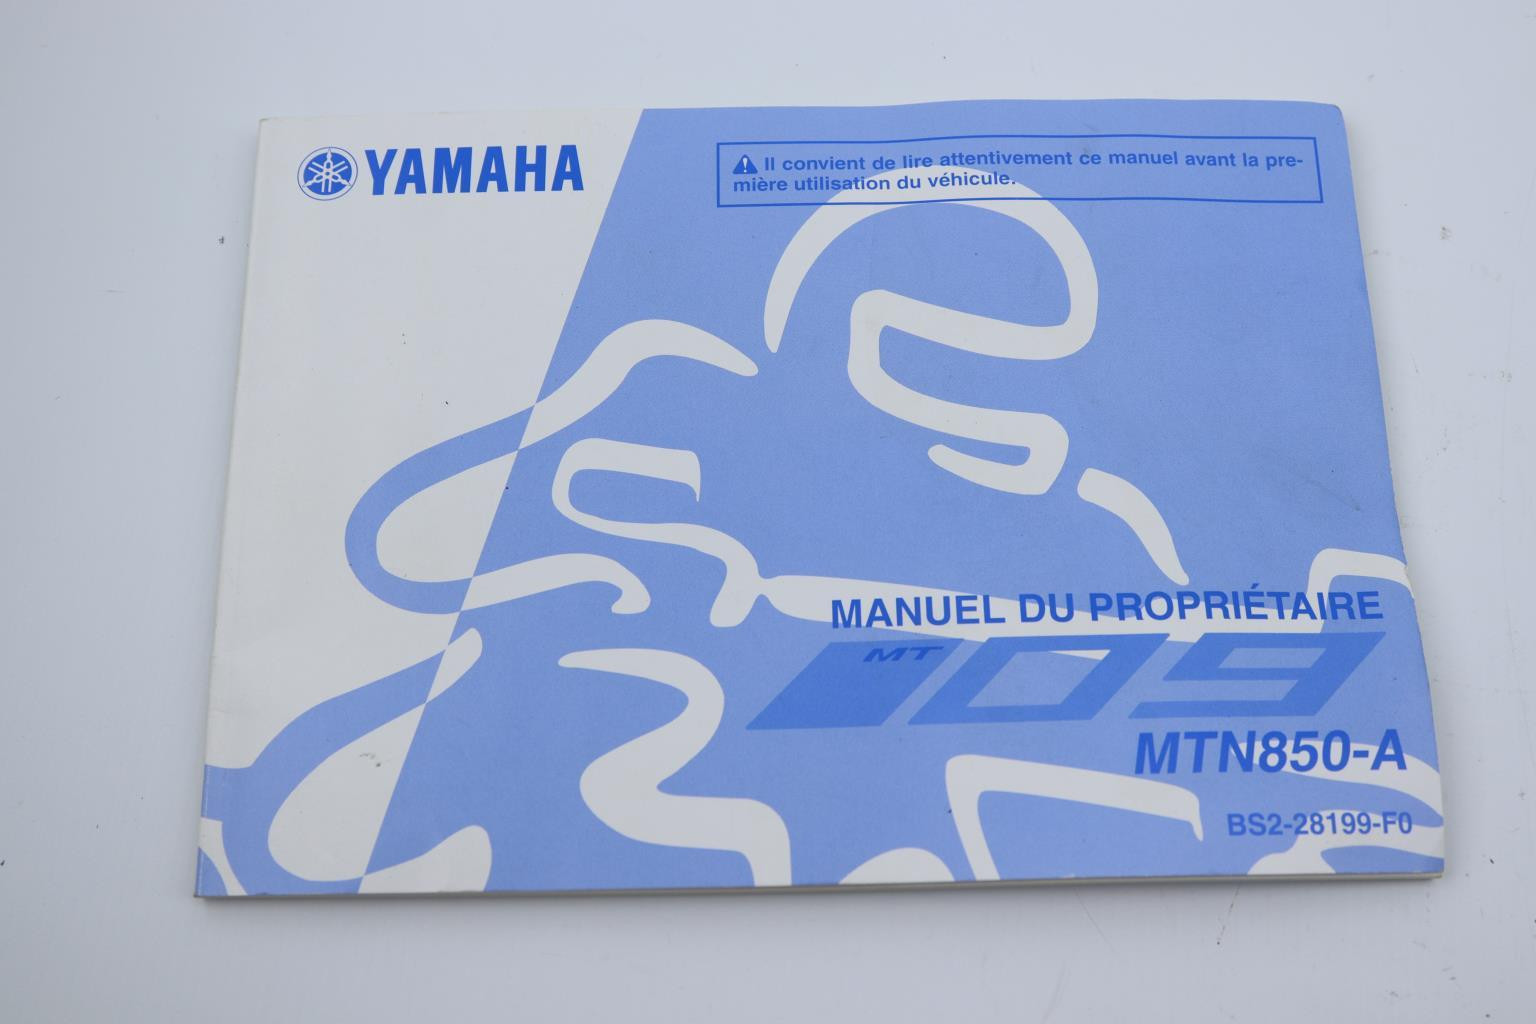 YAMAHA
⚠ Il convient de lire attentivement ce manuel avant la pre-
mière utilisation du véhicule.
MANUEL DU PROPRIÉTAIRE
MT
09
MTN850-A
BS2-28199-F0